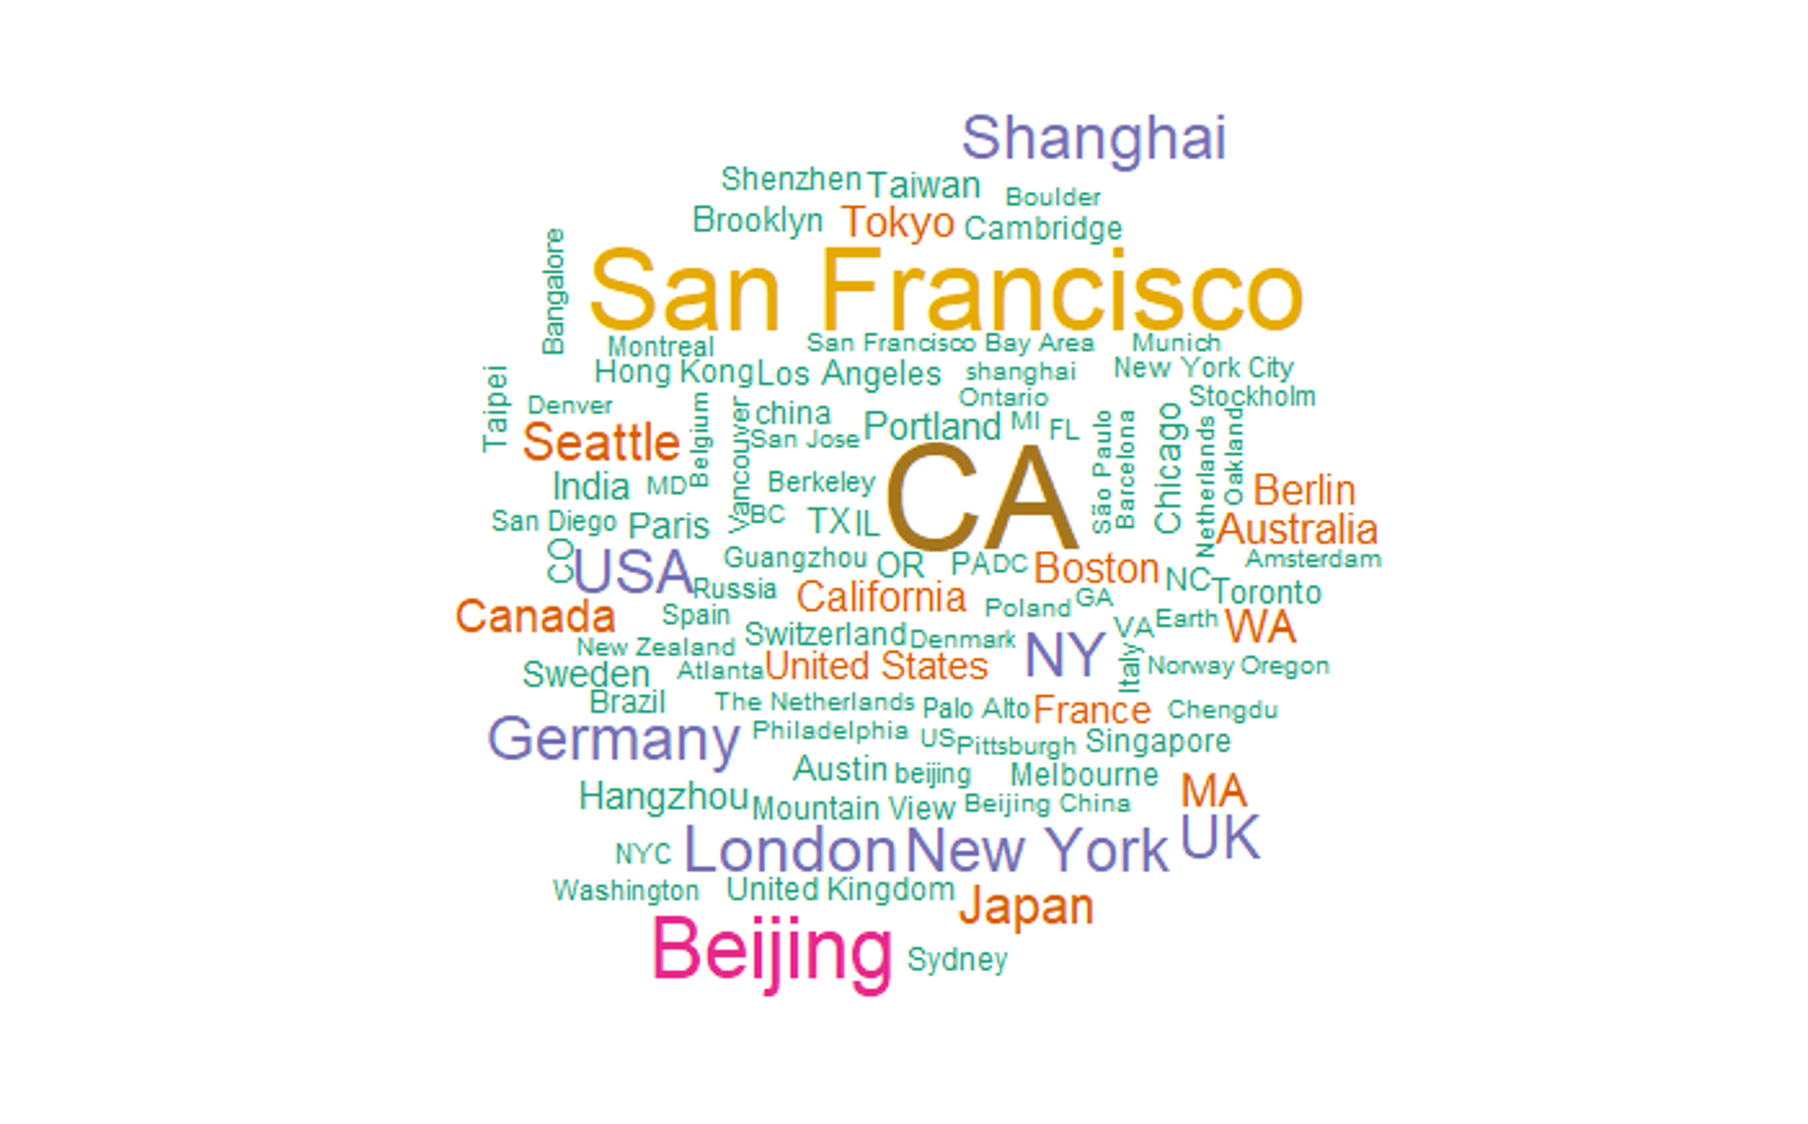 Shanghai
Shenzhen Taiwan Boulder
Brooklyn Tokyo Cambridge
Bangalore
San Francisco
Montreal San Francisco Bay Area Munich
Hong Kong Los Angeles shanghai New York City
Taipei
Denver
Ontario Stockholm
Belgium
Vancouver
china
Portland MI FL
São Paulo
Barcelona
Chicago
Netherlands
Oakland
Seattle
San Jose
CA
India MD
Berkeley
Berlin
San Diego Paris
BC TX IL
Australia
CO
USA
Guangzhou OR PA DC Boston
Amsterdam
Russia
California
NC Toronto
Canada Spain
Poland GA
VA Earth WA
New Zealand Switzerland Denmark
NY
Italy
Sweden Atlanta United States
Norway Oregon
Brazil The Netherlands Palo Alto France Chengdu
Germany Philadelphia US Pittsburgh Singapore
Austin beijing Melbourne
Hangzhou Mountain View Beijing China MA
NYC London New York UK
Washington United Kingdom Japan
Beijing Sydney